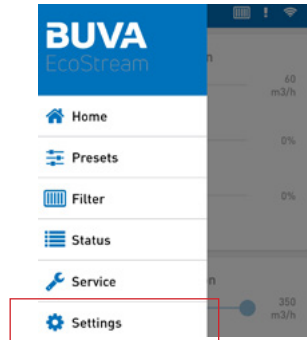 BUVA
EcoStream
n
60
m3/h
Home
Presets
0%
Filter
0%
Status
Service
n
Settings
350
m3/h